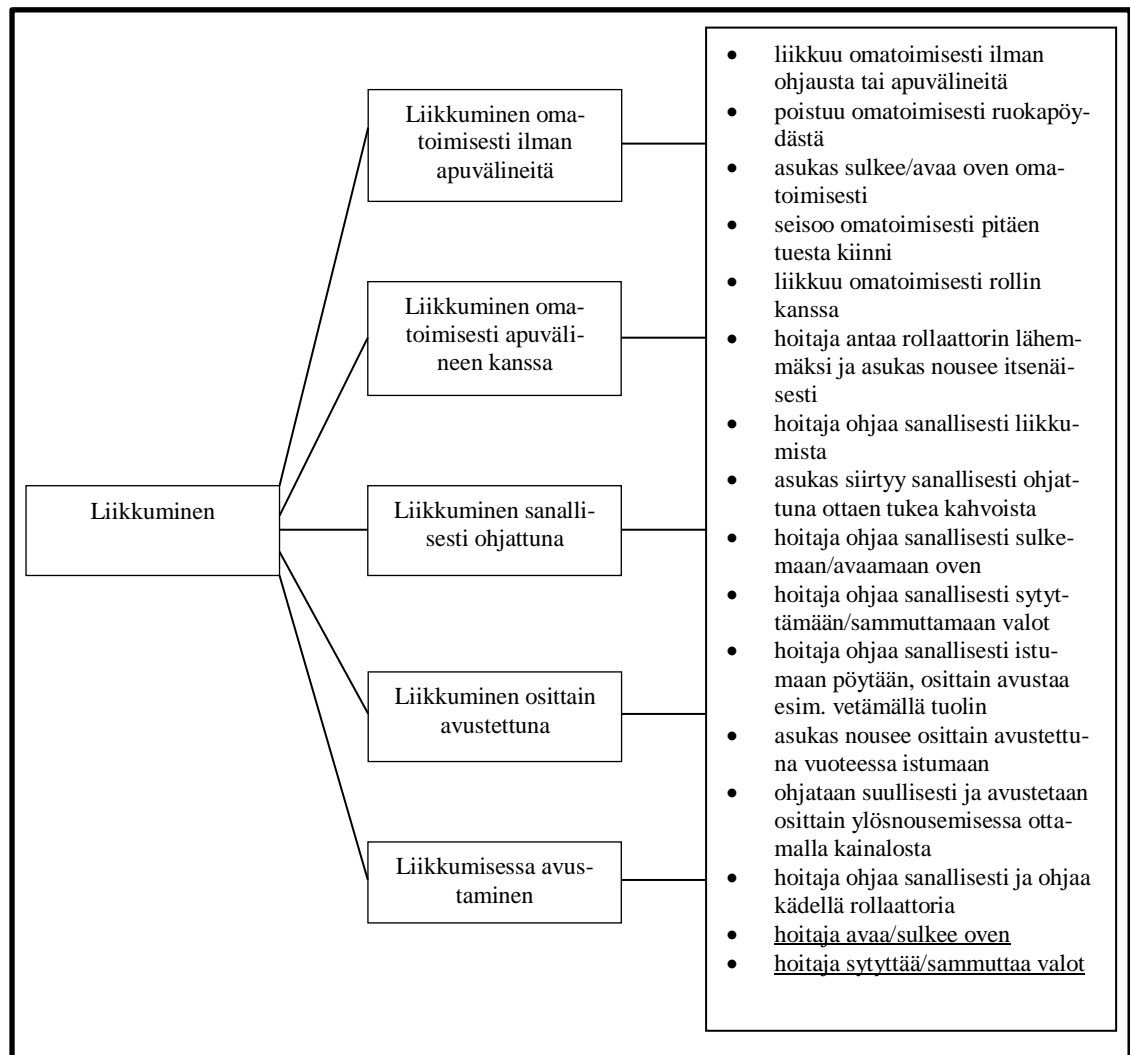 Liikkuminen
Liikkuminen oma-
toimisesti ilman
apuvälineitä
Liikkuminen oma-
toimisesti apuväli-
neen kanssa
Liikkuminen sanalli-
sesti ohjattuna
Liikkuminen osittain
avustettuna
Liikkumisessa avus-
taminen
• liikkuu omatoimisesti ilman
ohjausta tai apuvälineitä
• poistuu omatoimisesti ruokapöy-
dästä
• asukas sulkee/avaa oven oma-
toimisesti
• seisoo omatoimisesti pitäen
tuesta kiinni
• liikkuu omatoimisesti rollin
kanssa
• hoitaja antaa rollaattorin lähem-
mäksi ja asukas nousee itsenäi-
sesti
• hoitaja ohjaa sanallisesti liikku-
mista
• asukas siirtyy sanallisesti ohjat-
tuna ottaen tukea kahvoista
• hoitaja ohjaa sanallisesti sulke-
maan/avaamaan oven
• hoitaja ohjaa sanallisesti sytyt-
tämään/sammuttamaan valot
• hoitaja ohjaa sanallisesti istu-
maan pöytään, osittain avustaa
esim. vetämällä tuolin
• asukas nousee osittain avustettu-
na vuoteessa istumaan
• ohjataan suullisesti ja avustetaan
osittain ylösnousemisessa otta-
malla kainalosta
• hoitaja ohjaa sanallisesti ja ohjaa
kädellä rollaattoria
• hoitaja avaa/sulkee oven
• hoitaja sytyttää/sammuttaa valot